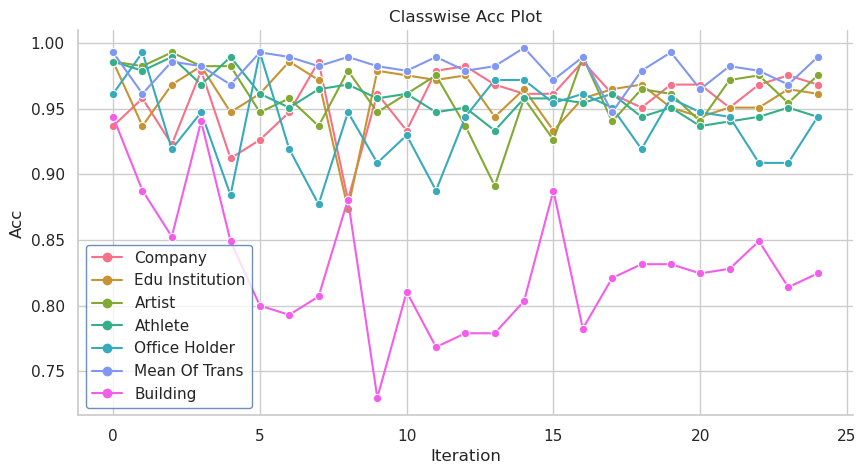 Classwise Acc Plot
1.00
0.95
0.90
0.85
0.80
0.75
Acc
Company
Edu Institution
Artist
Athlete
Office Holder
Mean Of Trans
Building
0 5 10 15 20 25
Iteration